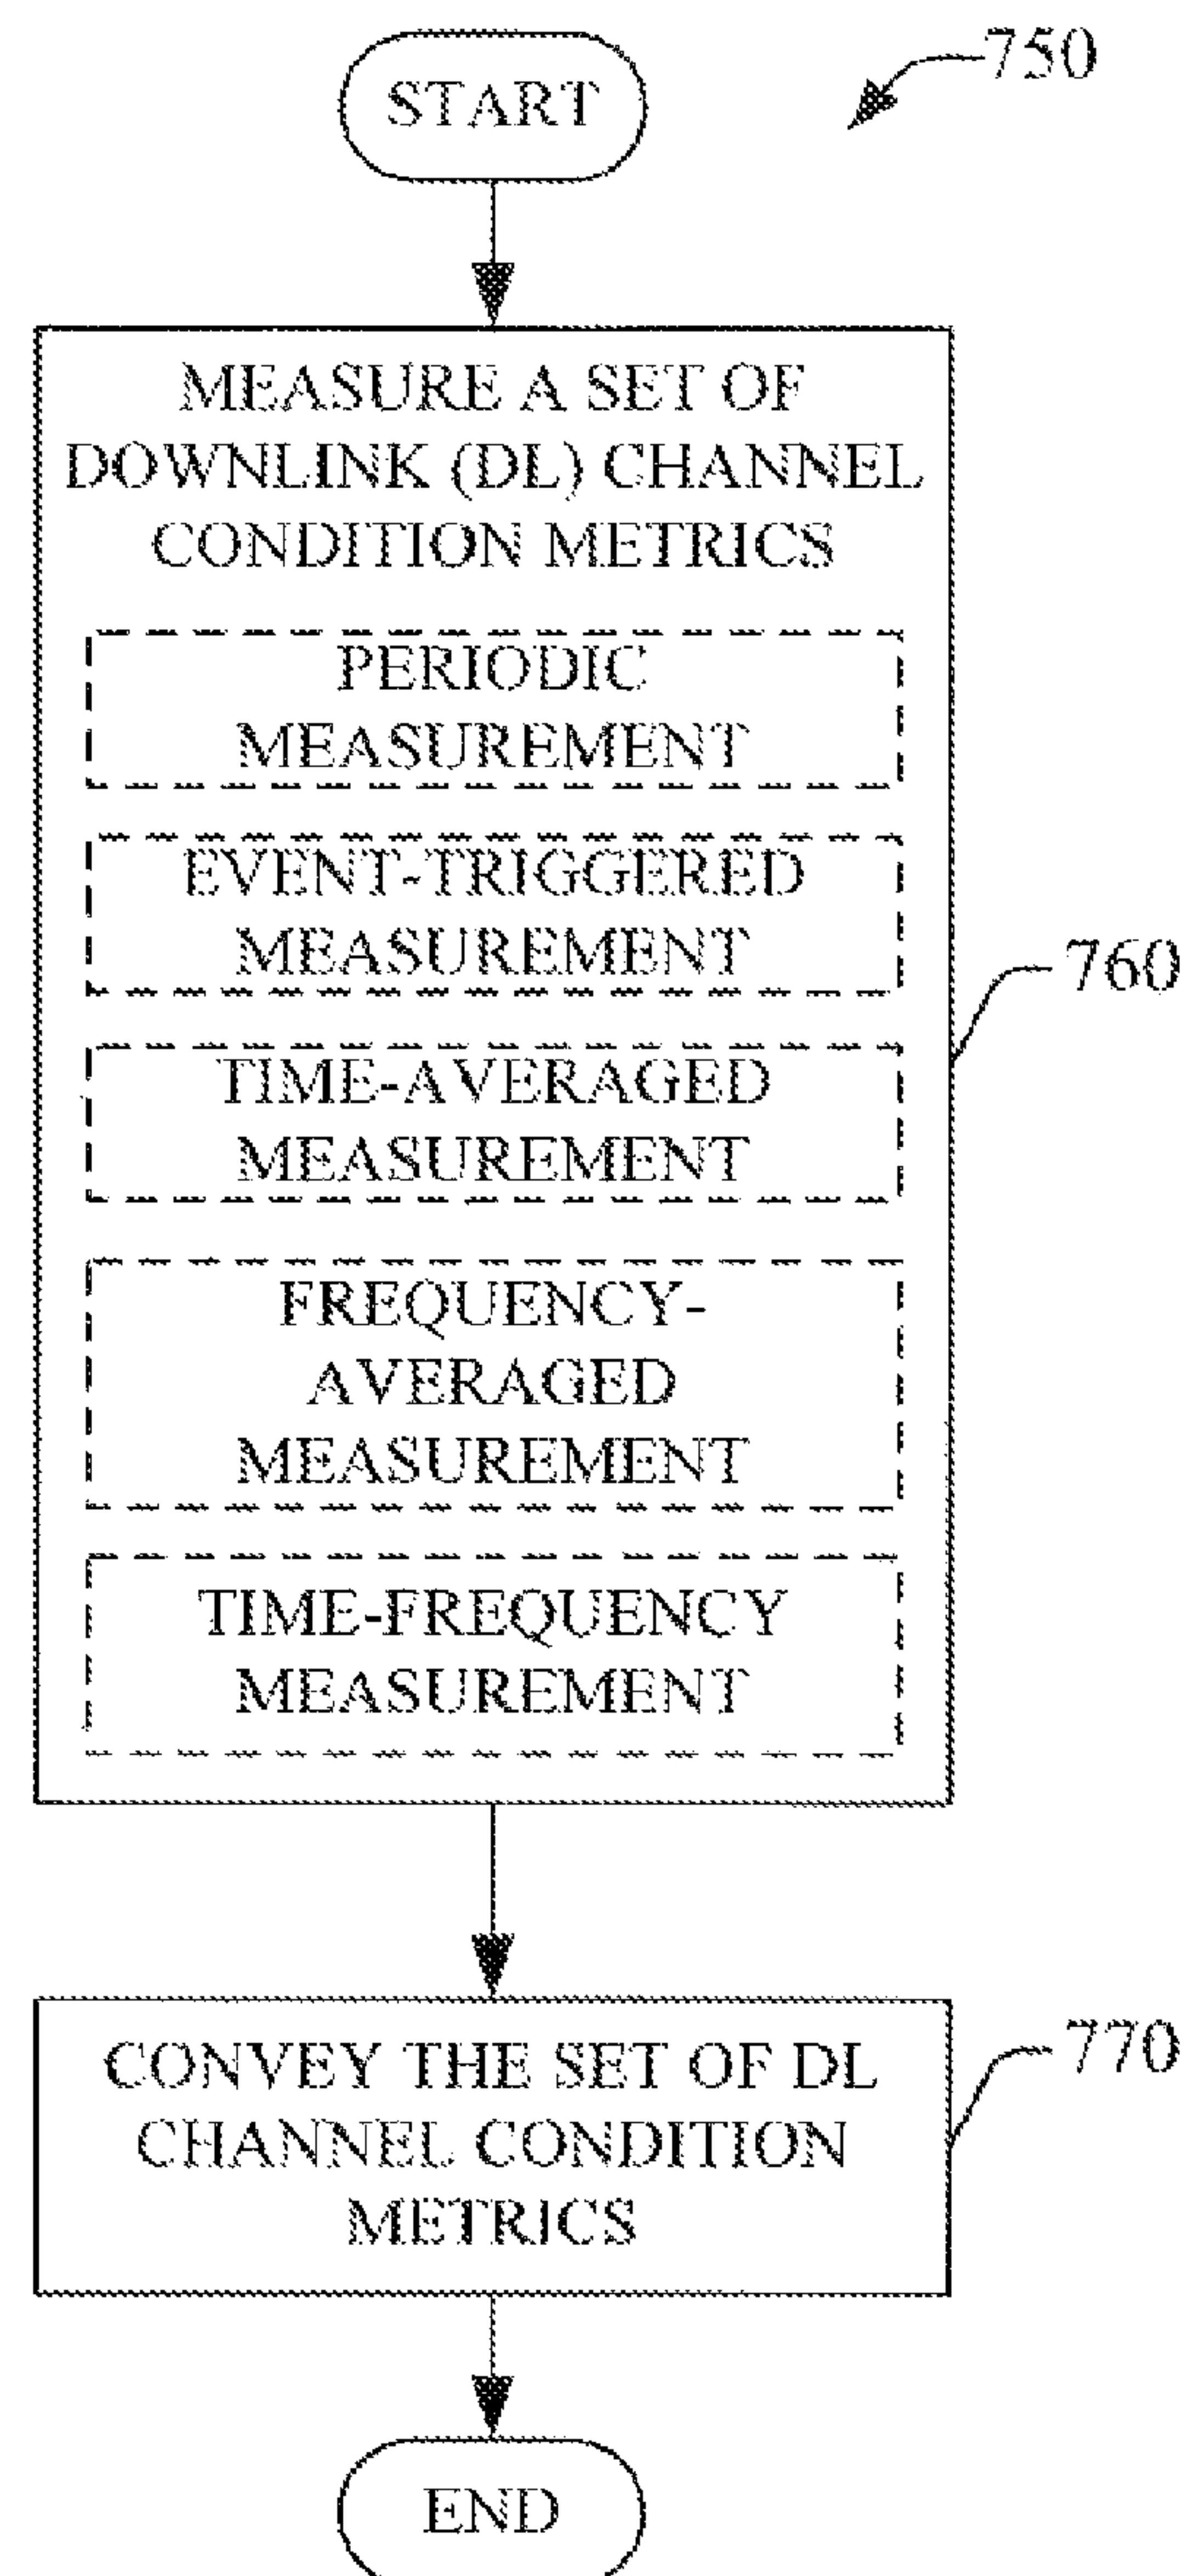 750
START
MEASURE A SET OF
DOWNLINK (DL) CHANNEL
CONDITION METRICS
PERIODIC
MEASUREMENT
EVENT-TRIGGERED
MEASUREMENT
760
TIME-AVERAGED
MEASUREMENT
FREQUENCY-
AVERAGED
MEASUREMENT
TIME-FREQUENCY
MEASUREMENT
CONVEY THE SET OF DL
CHANNEL CONDITION
METRICS
770
END